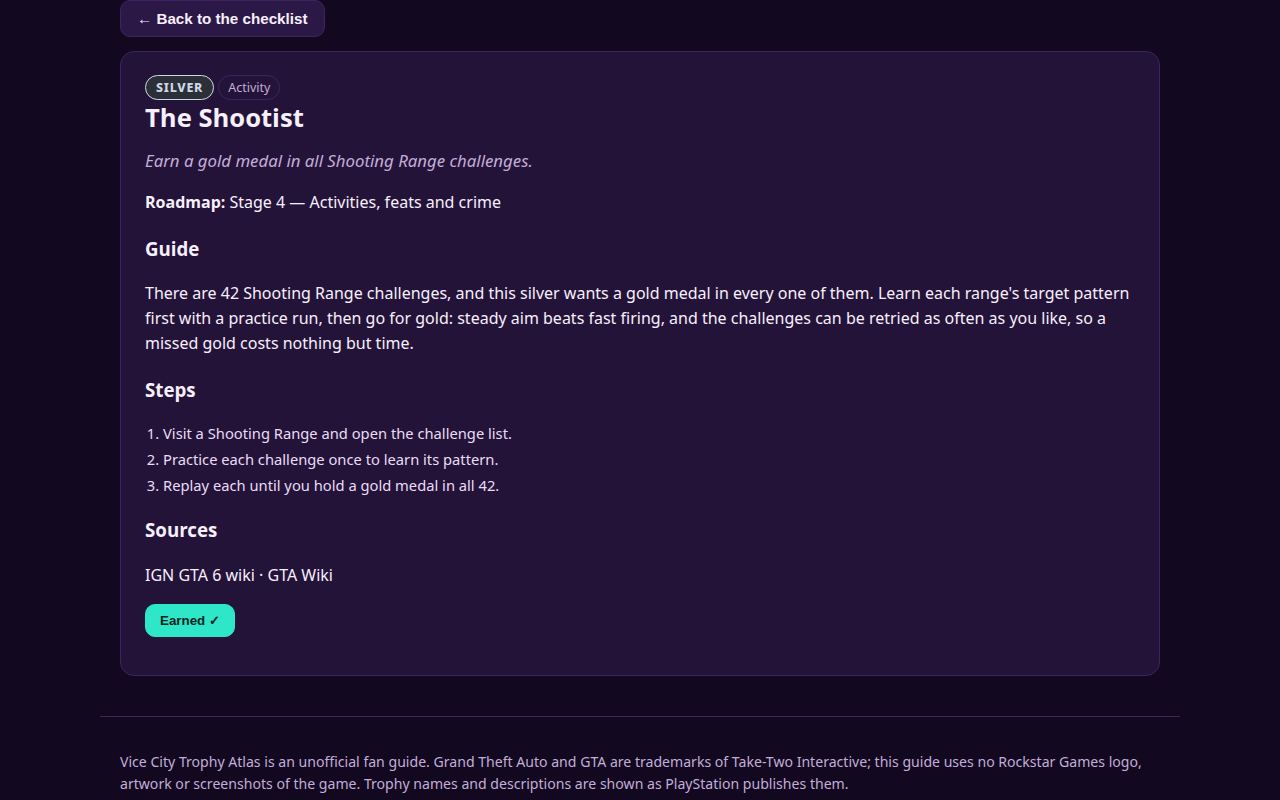 ← Back to the checklist
SILVER Activity
The Shootist
Earn a gold medal in all Shooting Range challenges.
Roadmap: Stage 4 — Activities, feats and crime
Guide
There are 42 Shooting Range challenges, and this silver wants a gold medal in every one of them. Learn each range's target pattern
first with a practice run, then go for gold: steady aim beats fast firing, and the challenges can be retried as often as you like, so a
missed gold costs nothing but time.
Steps
1. Visit a Shooting Range and open the challenge list.
2. Practice each challenge once to learn its pattern.
3. Replay each until you hold a gold medal in all 42.
Sources
IGN GTA 6 wiki · GTA Wiki
Earned ✓
Vice City Trophy Atlas is an unofficial fan guide. Grand Theft Auto and GTA are trademarks of Take-Two Interactive; this guide uses no Rockstar Games logo,
artwork or screenshots of the game. Trophy names and descriptions are shown as PlayStation publishes them.